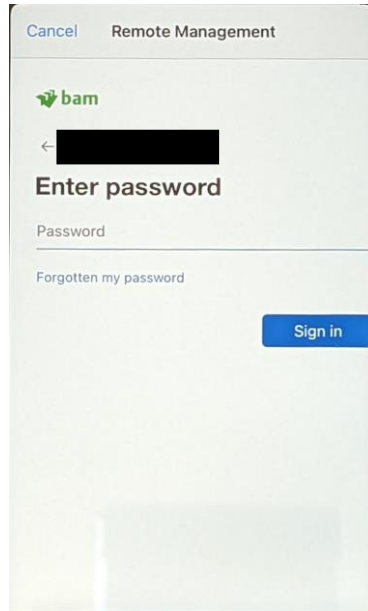 Cancel Remote Management
bam
←
Enter password
Password
Forgotten my password
Sign in